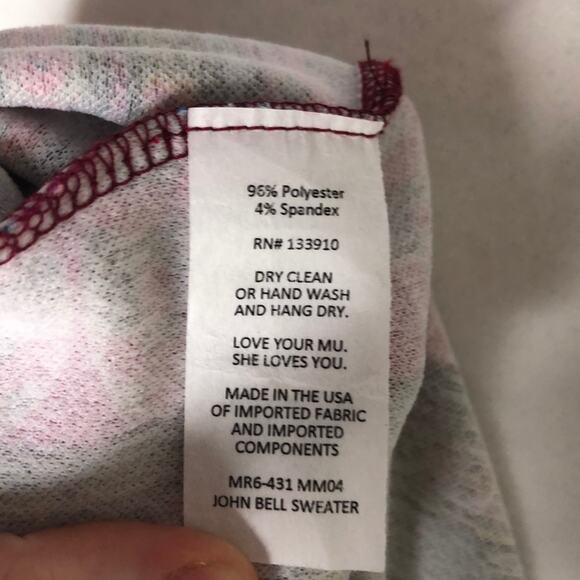 96% Polyester
4% Spandex
RN# 133910
DRY CLEAN
OR HAND WASH
AND HANG DRY.
LOVE YOUR MU.
SHE LOVES YOU.
MADE IN THE USA
OF IMPORTED FABRIC
AND IMPORTED
COMPONENTS
MR6-431 MM04
JOHN BELL SWEATER